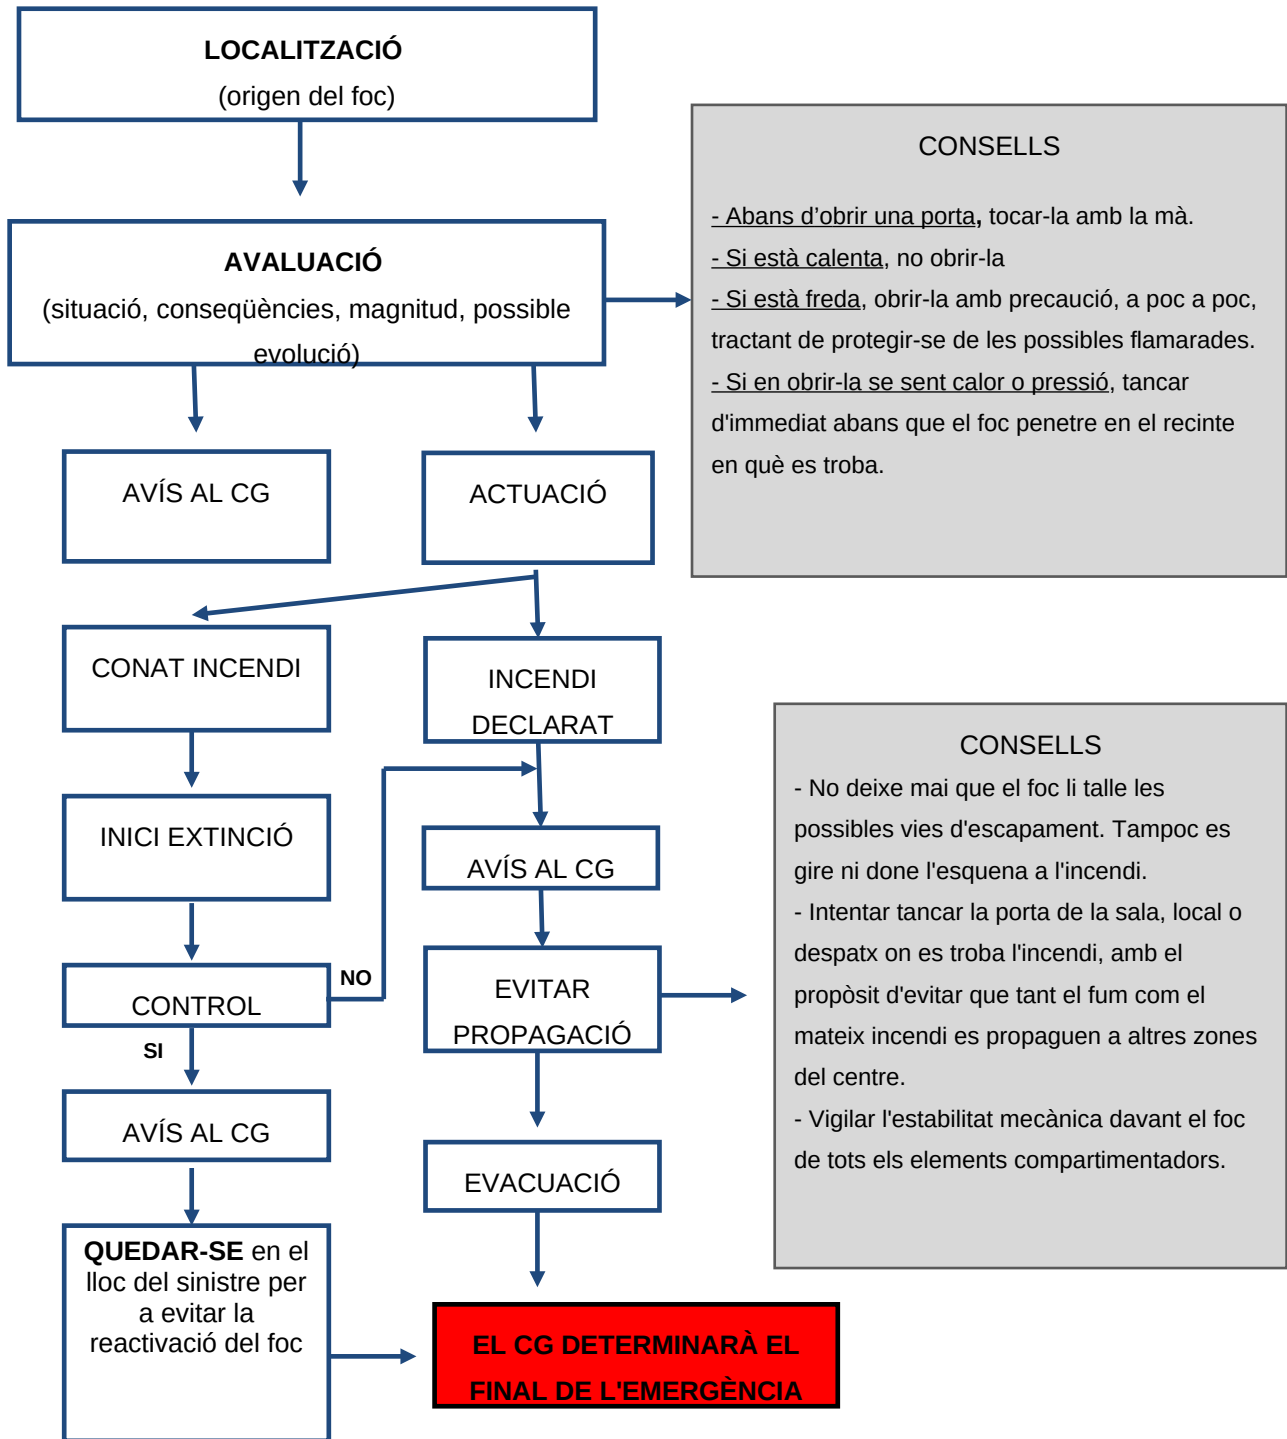 LOCALITZACIÓ
(origen del foc)
CONSELLS
- Abans d’obrir una porta, tocar-la amb la mà.
- Si està calenta, no obrir-la
- Si està freda, obrir-la amb precaució, a poc a poc,
tractant de protegir-se de les possibles flamarades.
- Si en obrir-la se sent calor o pressió, tancar
d'immediat abans que el foc penetre en el recinte
en què es troba.
AVALUACIÓ
(situació, conseqüències, magnitud, possible
evolució)
AVÍS AL CG
ACTUACIÓ
CONAT INCENDI
INCENDI
DECLARAT
INICI EXTINCIÓ
AVÍS AL CG
CONTROL
NO
SI
EVITAR
PROPAGACIÓ
CONSELLS
- No deixe mai que el foc li talle les
possibles vies d'escapament. Tampoc es
gire ni done l'esquena a l'incendi.
- Intentar tancar la porta de la sala, local o
despatx on es troba l'incendi, amb el
propòsit d'evitar que tant el fum com el
mateix incendi es propaguen a altres zones
del centre.
- Vigilar l'estabilitat mecànica davant el foc
de tots els elements compartimentadors.
AVÍS AL CG
EVACUACIÓ
QUEDAR-SE en el
lloc del sinistre per
a evitar la
reactivació del foc
EL CG DETERMINARÀ EL
FINAL DE L'EMERGÈNCIA